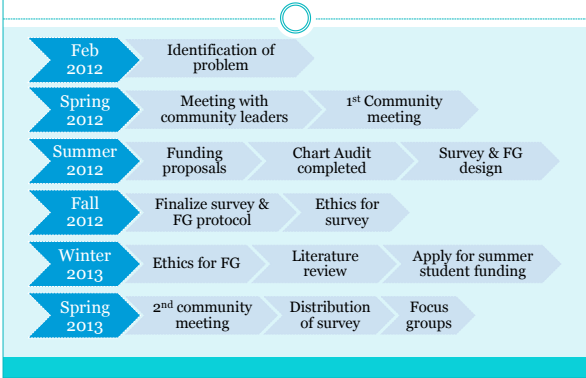 Feb
2012
Identification of
problem
Spring
2012
Meeting with
community leaders
1st Community
meeting
Summer
2012
Funding
proposals
Chart Audit
completed
Survey & FG
design
Fall
2012
Finalize survey &
FG protocol
Ethics for
survey
Winter
2013
Ethics for FG
Literature
review
Apply for summer
student funding
Spring
2013
2nd community
meeting
Distribution
of survey
Focus
groups